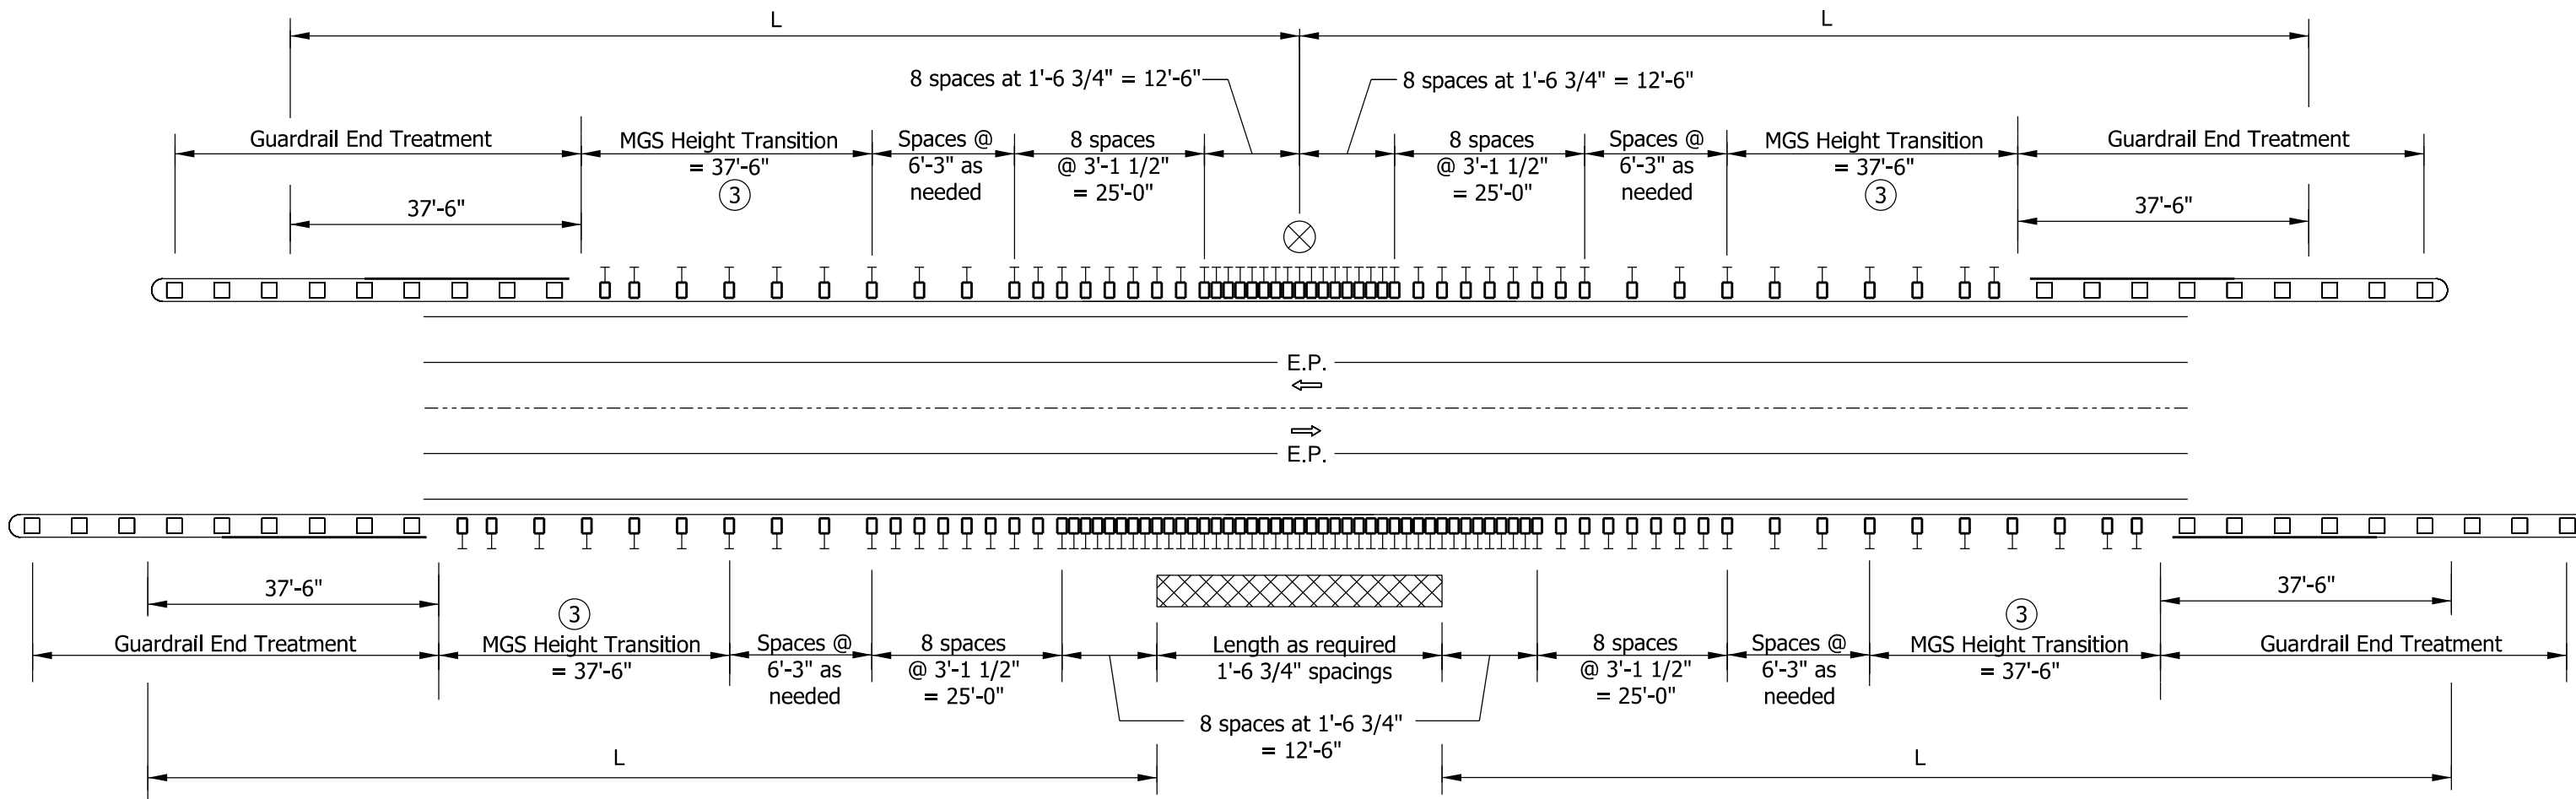 L
L
8 spaces at 1'-6 3/4" = 12'-6"
8 spaces at 1'-6 3/4" = 12'-6"
Guardrail End Treatment
MGS Height Transition
= 37'-6"
3
Spaces @
6'-3" as
needed
8 spaces
@ 3'-1 1/2"
= 25'-0"
8 spaces
@ 3'-1 1/2"
= 25'-0"
Spaces @
6'-3" as
needed
MGS Height Transition
= 37'-6"
3
Guardrail End Treatment
37'-6"
37'-6"
E.P.
E.P.
37'-6"
37'-6"
Guardrail End Treatment
3
MGS Height Transition
= 37'-6"
Spaces @
6'-3" as
needed
8 spaces
@ 3'-1 1/2"
= 25'-0"
Length as required
1'-6 3/4" spacings
8 spaces
@ 3'-1 1/2"
= 25'-0"
Spaces @
6'-3" as
needed
3
MGS Height Transition
= 37'-6"
Guardrail End Treatment
8 spaces at 1'-6 3/4"
= 12'-6"
L
L